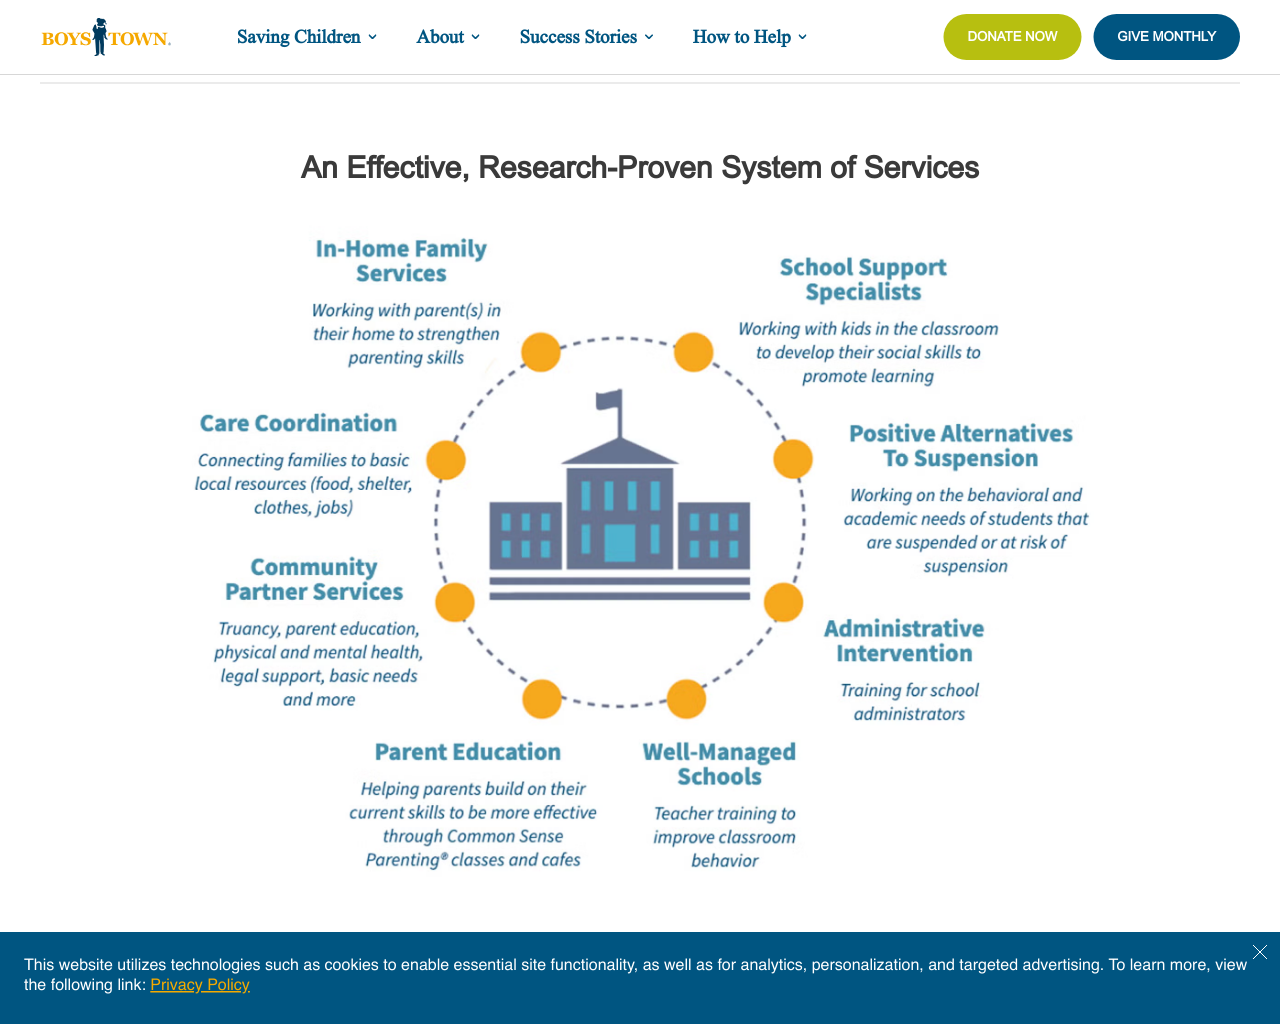 BOYS TOWN.
Saving Children
About
Success Stories
How to Help
DONATE NOW
GIVE MONTHLY
An Effective, Research-Proven System of Services
In-Home Family
Services
Working with parent(s) in
their home to strengthen
parenting skills
School Support
Specialists
Working with kids in the classroom
to develop their social skills to
promote learning
Care Coordination
Connecting families to basic
local resources (food, shelter,
clothes, jobs)
Positive Alternatives
To Suspension
Working on the behavioral and
academic needs of students that
are suspended or at risk of
suspension
Community
Partner Services
Truancy, parent education,
physical and mental health,
legal support, basic needs
and more
Administrative
Intervention
Training for school
administrators
Parent Education
Helping parents build on their
current skills to be more effective
through Common Sense
Parenting® classes and cafes
Well-Managed
Schools
Teacher training to
improve classroom
behavior
This website utilizes technologies such as cookies to enable essential site functionality, as well as for analytics, personalization, and targeted advertising. To learn more, view
the following link: Privacy Policy